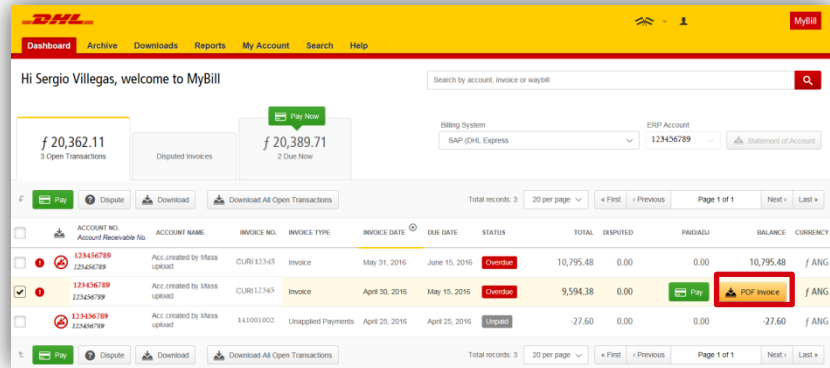 DHL
MyBill
Dashboard Archive Downloads Reports My Account Search Help
Hi Sergio Villegas, welcome to MyBill
Search by account, invoice or waybill
Pay Now
ƒ 20,362.11
3 Open Transactions
Disputed Invoices
ƒ 20,389.71
2 Due Now
Billing System
SAP (DHL Express
ERP Account
123456789
Statement of Account
Pay Dispute Download Download All Open Transactions Total records: 3 20 per page « First ‹ Previous Page 1 of 1 Next › Last »
ACCOUNT NO. ACCOUNT NAME INVOICE NO. INVOICE TYPE INVOICE DATE DUE DATE STATUS TOTAL DISPUTED PAID/ADJ BALANCE CURRENCY
Account Receivable No.
123456789 Acc.created by Mass upload CURI12345 Invoice May 31, 2016 June 15, 2016 Overdue 10,795.48 0.00 0.00 10,795.48 ƒ ANG
123456789
123456789 Acc.created by Mass upload CURI12345 Invoice April 30, 2016 May 15, 2016 Overdue 9,594.38 0.00 Pay PDF Invoice ƒ ANG
123456789
123456789 Acc.created by Mass upload 141001002 Unapplied Payments April 25, 2016 April 25, 2016 Unpaid -27.60 0.00 0.00 -27.60 ƒ ANG
123456789
Pay Dispute Download Download All Open Transactions Total records: 3 20 per page « First ‹ Previous Page 1 of 1 Next › Last »